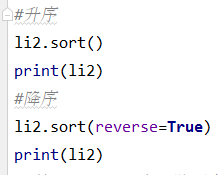 #升序
li2.sort()
print(li2)
#降序
li2.sort(reverse=True)
print(li2)